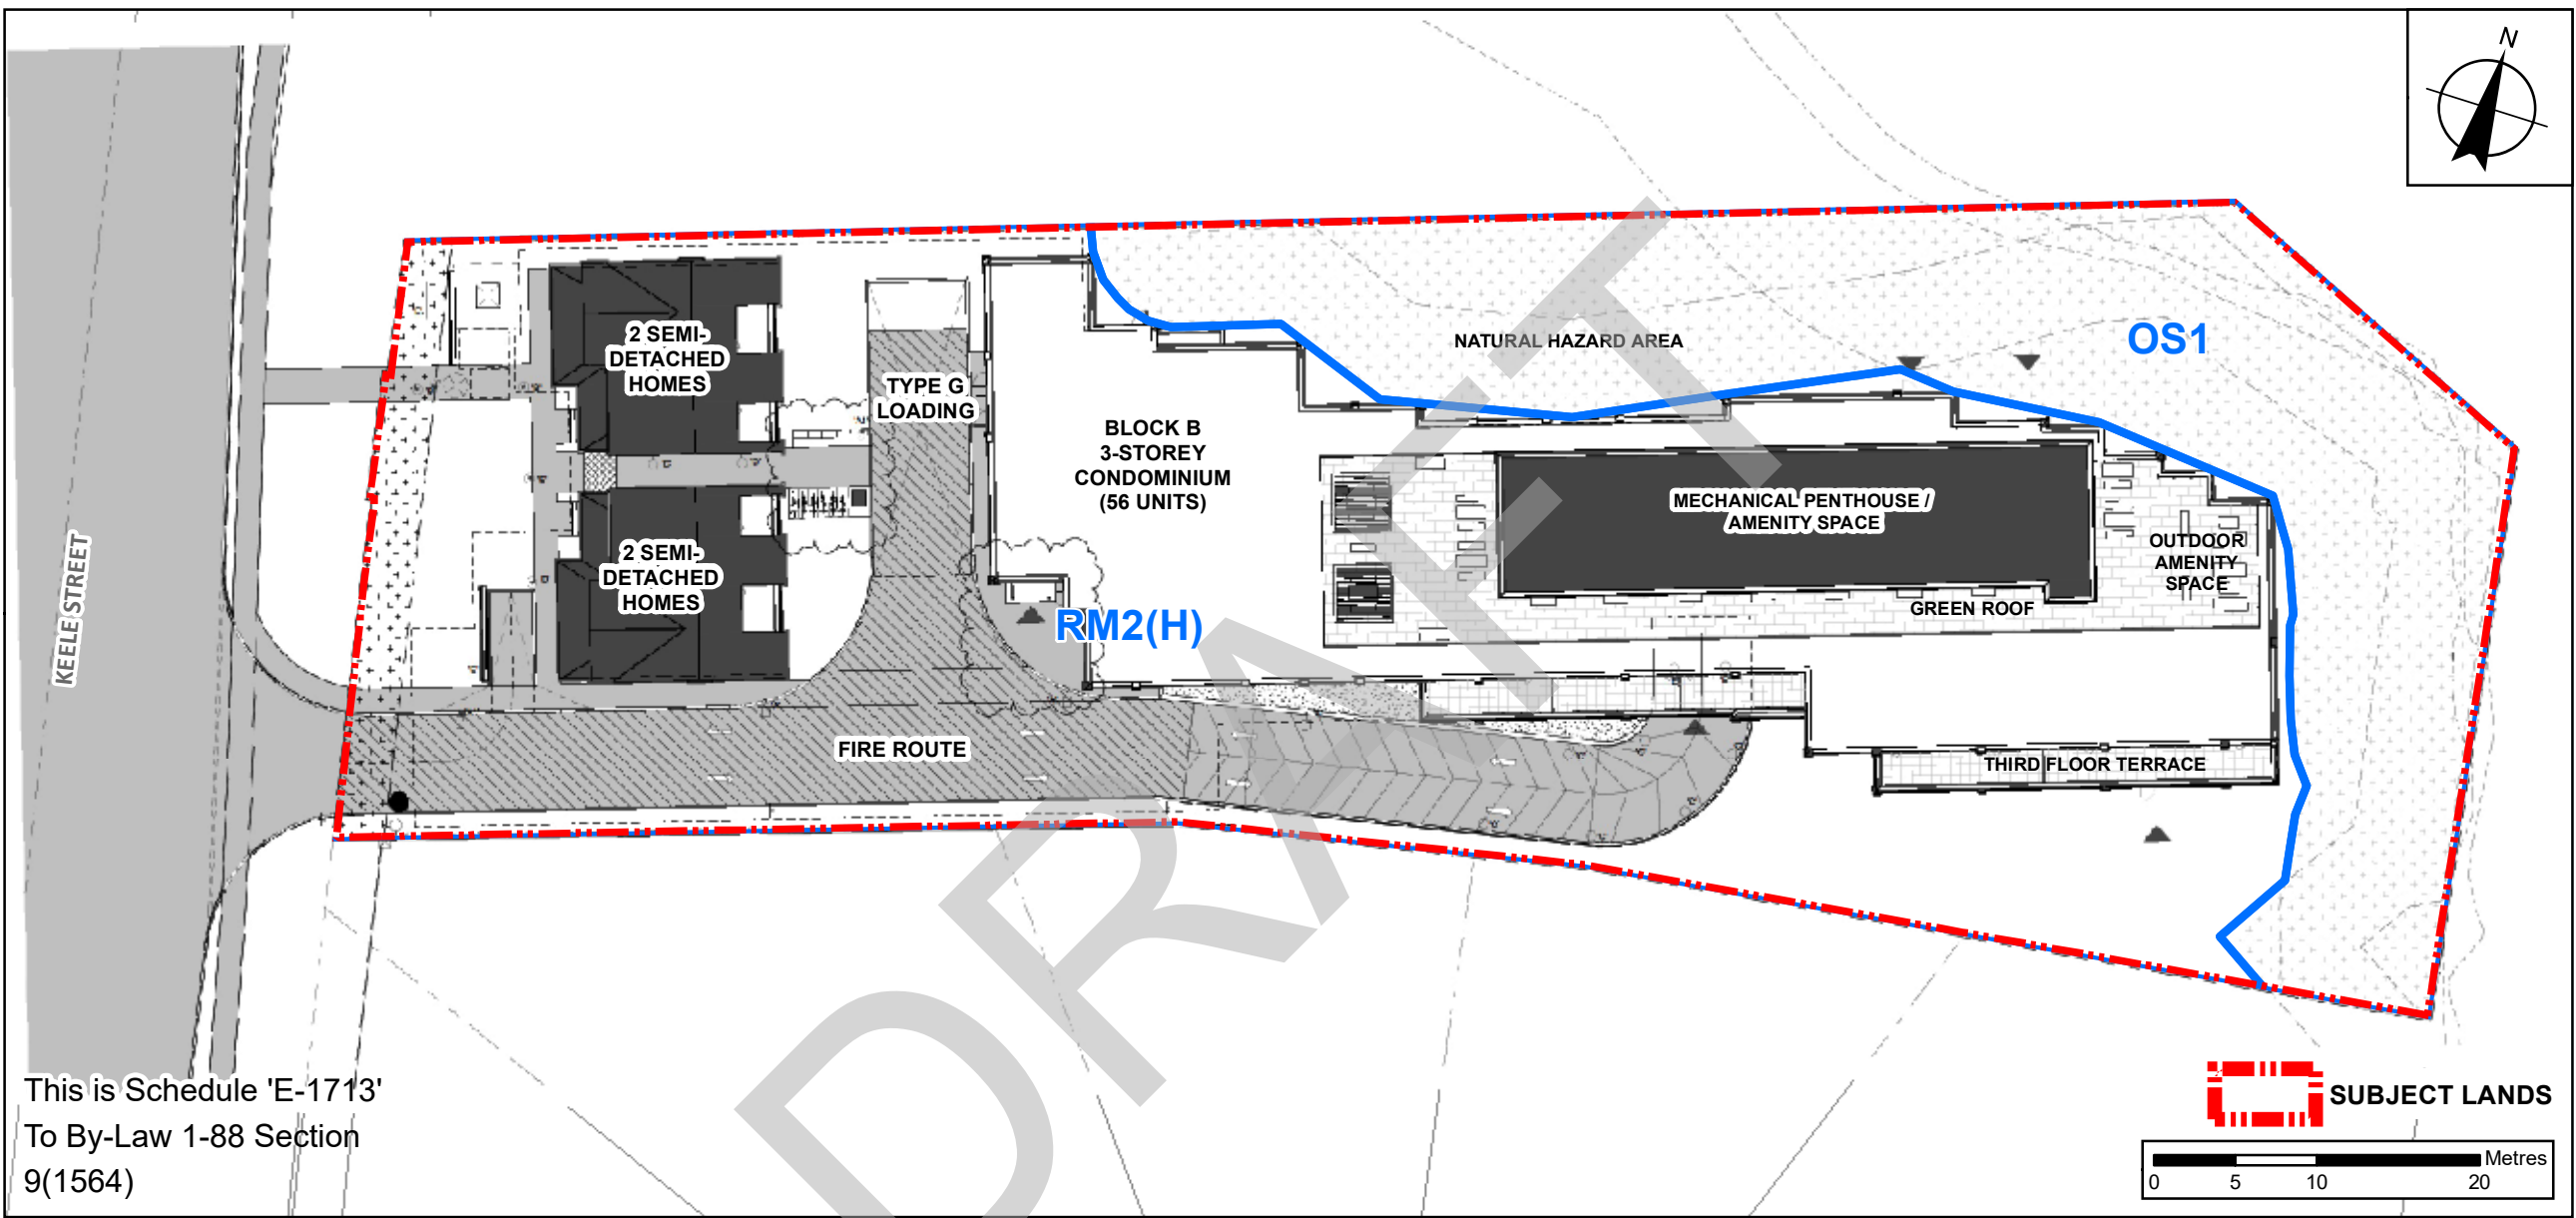 N
2 SEMI-
DETACHED
HOMES
TYPE G
LOADING
BLOCK B
3-STOREY
CONDOMINIUM
(56 UNITS)
NATURAL HAZARD AREA
OS1
MECHANICAL PENTHOUSE /
AMENITY SPACE
OUTDOOR
AMENITY
SPACE
GREEN ROOF
KEELE STREET
2 SEMI-
DETACHED
HOMES
RM2(H)
FIRE ROUTE
THIRD FLOOR TERRACE
DRAFT
This is Schedule 'E-1713'
To By-Law 1-88 Section
9(1564)
SUBJECT LANDS
Metres
0 5 10 20